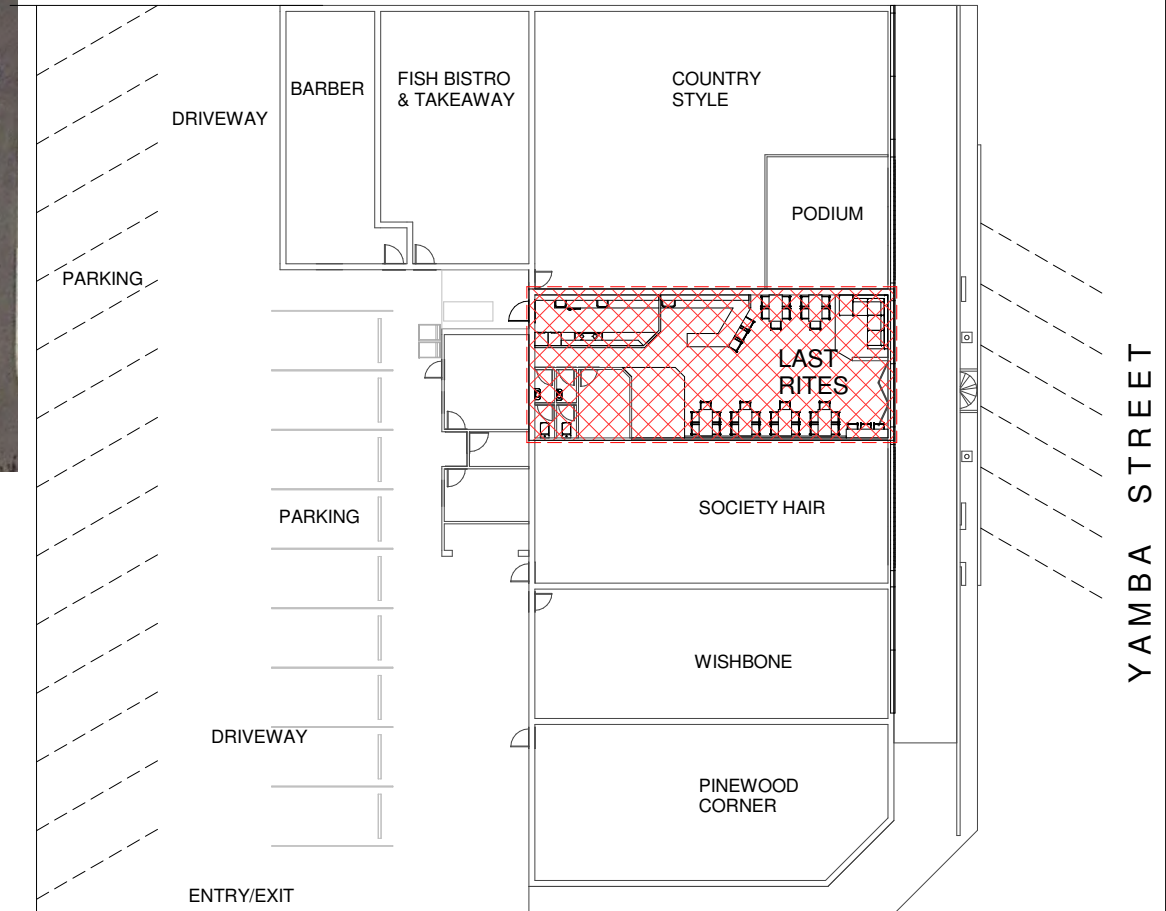 BARBER
FISH BISTRO
& TAKEAWAY
COUNTRY
STYLE
DRIVEWAY
PODIUM
PARKING
LAST
RITES
YAMBA STREET
SOCIETY HAIR
PARKING
WISHBONE
DRIVEWAY
PINEWOOD
CORNER
ENTRY/EXIT